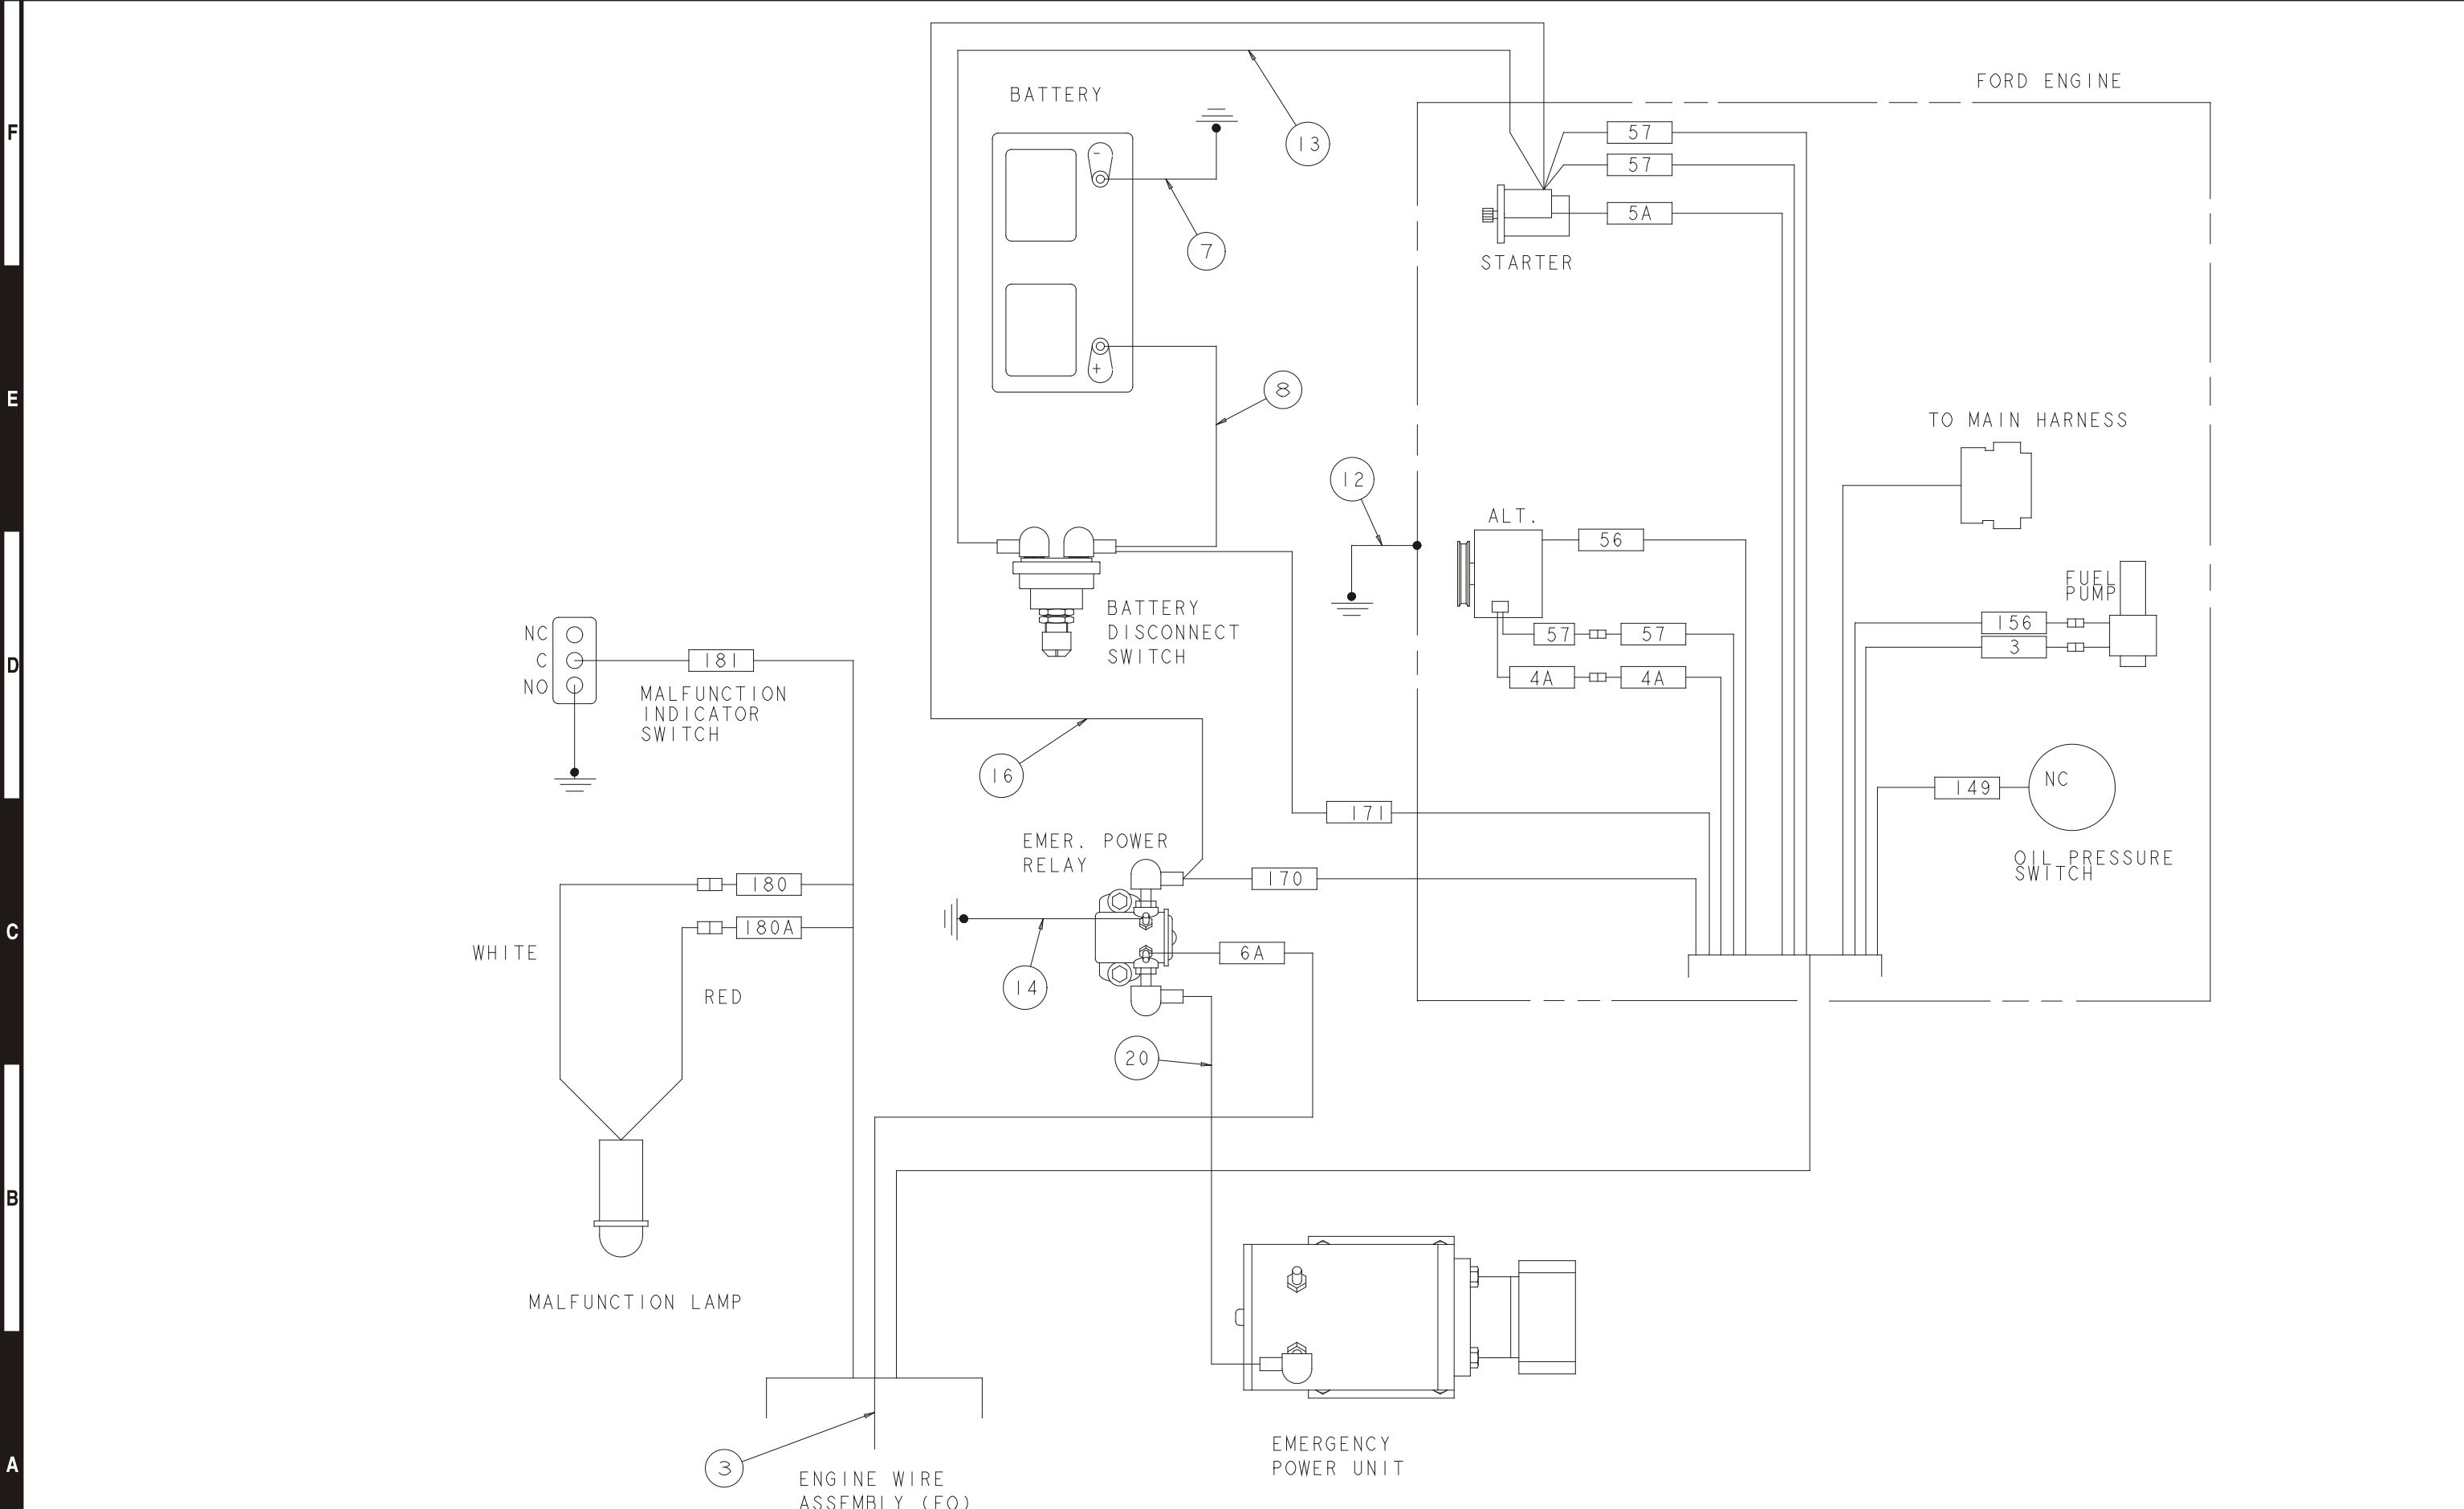 F
E
D
C
B
A
BATTERY
-
+
13
7
8
FORD ENGINE
57
57
5A
STARTER
TO MAIN HARNESS
12
ALT.
56
57
57
4A
4A
FUEL
PUMP
156
3
BATTERY
DISCONNECT
SWITCH
NC
C
NO
181
MALFUNCTION
INDICATOR
SWITCH
16
171
149
NC
OIL PRESSURE
SWITCH
EMER. POWER
RELAY
170
180
180A
WHITE
RED
6A
14
20
MALFUNCTION LAMP
EMERGENCY
POWER UNIT
3
ENGINE WIRE
ASSEMBLY (FO)